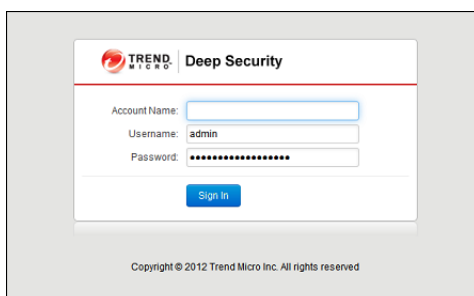 TREND MICRO Deep Security
Account Name:
Username: admin
Password: ••••••••••••••••••
Sign In
Copyright © 2012 Trend Micro Inc. All rights reserved